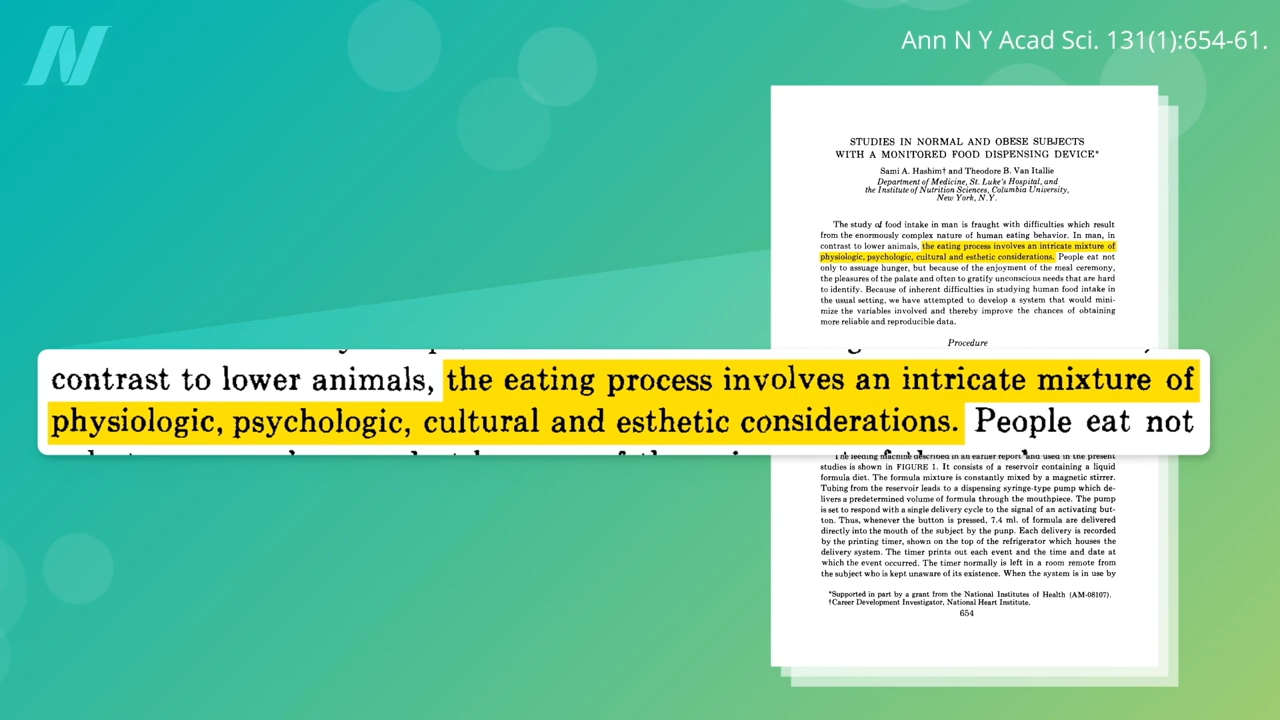 Ann N Y Acad Sci. 131(1):654-61.
STUDIES IN NORMAL AND OBESE SUBJECTS
WITH A MONITORED FOOD DISPENSING DEVICE*
Sami A. Hashim† and Theodore B. Van Itallie
Department of Medicine, St. Luke's Hospital, and
the Institute of Nutrition Sciences, Columbia University,
New York, N.Y.
The study of food intake in man is fraught with difficulties which result
from the enormously complex nature of human eating behavior. In man, in
contrast to lower animals, the eating process involves an intricate mixture of
physiologic, psychologic, cultural and esthetic considerations. People eat not
only to assuage hunger, but because of the enjoyment of the meal ceremony,
the pleasures of the palate and often to gratify unconscious needs that are hard
to identify. Because of inherent difficulties in studying human food intake in
the usual setting, we have attempted to develop a system that would mini-
mize the variables involved and thereby improve the chances of obtaining
more reliable and reproducible data.
Procedure
contrast to lower animals, the eating process involves an intricate mixture of
physiologic, psychologic, cultural and esthetic considerations. People eat not
The feeding machine described in an earlier report and used in the present
studies is shown in FIGURE 1. It consists of a reservoir containing a liquid
formula diet. The formula mixture is constantly mixed by a magnetic stirrer.
Tubing from the reservoir leads to a dispensing syringe-type pump which de-
livers a predetermined volume of formula through the mouthpiece. The pump
is set to respond with a single delivery cycle to the signal of an activating but-
ton. Thus, whenever the button is pressed, 7.4 ml. of formula are delivered
directly into the mouth of the subject by the pump. Each delivery is recorded
by the printing timer, shown on the top of the refrigerator which houses the
delivery system. The timer prints out each event and the time and date at
which the event occurred. The timer normally is left in a room remote from
the subject who is kept unaware of its existence. When the system is in use by
*Supported in part by a grant from the National Institutes of Health (AM-08107).
†Career Development Investigator, National Heart Institute.
654